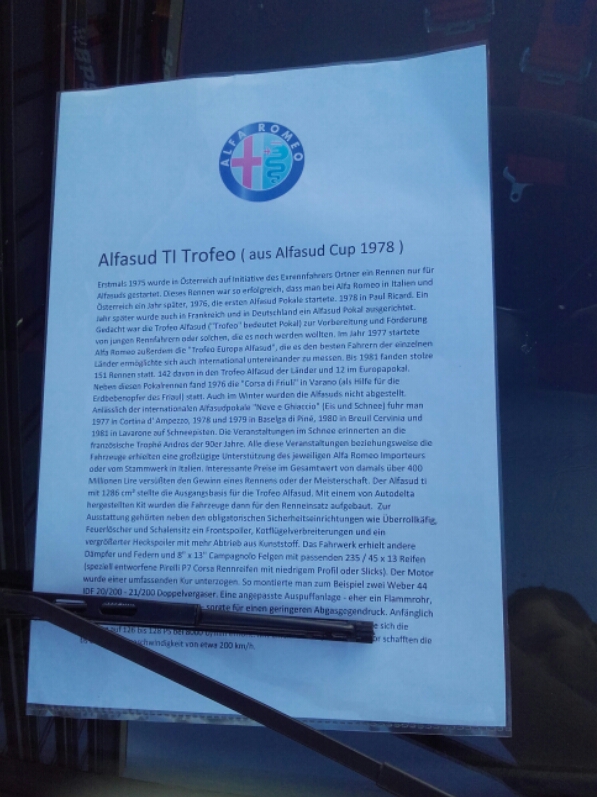 ALFA ROMEO
Alfasud TI Trofeo ( aus Alfasud Cup 1978 )
Erstmals 1975 wurde in Österreich auf Initiative des Exrennfahrers Ortner ein Rennen nur für
Alfasuds gestartet. Dieses Rennen war so erfolgreich, dass man bei Alfa Romeo in Italien und
Österreich ein Jahr später, 1976, die ersten Alfasud Pokale startete. 1978 in Paul Ricard. Ein
Jahr später wurde auch in Frankreich und in Deutschland ein Alfasud Pokal ausgerichtet.
Gedacht war die Trofeo Alfasud ("Trofeo" bedeutet Pokal) zur Vorbereitung und Förderung
von jungen Rennfahrern oder solchen, die es noch werden wollten. Im Jahr 1977 startete
Alfa Romeo außerdem die "Trofeo Europa Alfasud", die es den besten Fahrern der einzelnen
Länder ermöglichte sich auch international untereinander zu messen. Bis 1981 fanden stolze
151 Rennen statt. 142 davon in den Trofeo Alfasud der Länder und 12 im Europapokal.
Neben diesen Pokalrennen fand 1976 die "Corsa di Friuli" in Varano (als Hilfe für die
Erdbebenopfer des Friaul) statt. Auch im Winter wurden die Alfasuds nicht abgestellt.
Anlässlich der internationalen Alfasudpokale "Neve e Ghiaccio" (Eis und Schnee) fuhr man
1977 in Cortina d' Ampezzo, 1978 und 1979 in Baselga di Pinè, 1980 in Breuil Cervinia und
1981 in Lavarone auf Schneepisten. Die Veranstaltungen im Schnee erinnerten an die
französische Trophé Andros der 90er Jahre. Alle diese Veranstaltungen beziehungsweise die
Fahrzeuge erhielten eine großzügige Unterstützung des jeweiligen Alfa Romeo Importeurs
oder vom Stammwerk in Italien. Interessante Preise im Gesamtwert von damals über 400
Millionen Lire versüßten den Gewinn eines Rennens oder der Meisterschaft. Der Alfasud ti
mit 1286 cm³ stellte die Ausgangsbasis für die Trofeo Alfasud. Mit einem von Autodelta
hergestellten Kit wurden die Fahrzeuge dann für den Renneinsatz aufgebaut. Zur
Ausstattung gehörten neben den obligatorischen Sicherheitseinrichtungen wie Überrollkäfig,
Feuerlöscher und Schalensitz ein Frontspoiler, Kotflügelverbreiterungen und ein
vergrößerter Heckspoiler mit mehr Abtrieb aus Kunststoff. Das Fahrwerk erhielt andere
Dämpfer und Federn und 8" x 13" Campagnolo Felgen mit passenden 235 / 45 x 13 Reifen
(speziell entworfene Pirelli P7 Corsa Rennreifen mit niedrigem Profil oder Slicks). Der Motor
wurde einer umfassenden Kur unterzogen. So montierte man zum Beispiel zwei Weber 44
IDF 20/200 - 21/200 Doppelvergaser. Eine angepasste Auspuffanlage - eher ein Flammrohr,
sorgte für einen geringeren Abgasgegendruck. Anfänglich
sich die
auf 126 bis 128 PS bei 8000 schafften die
von etwe 200 km/h.